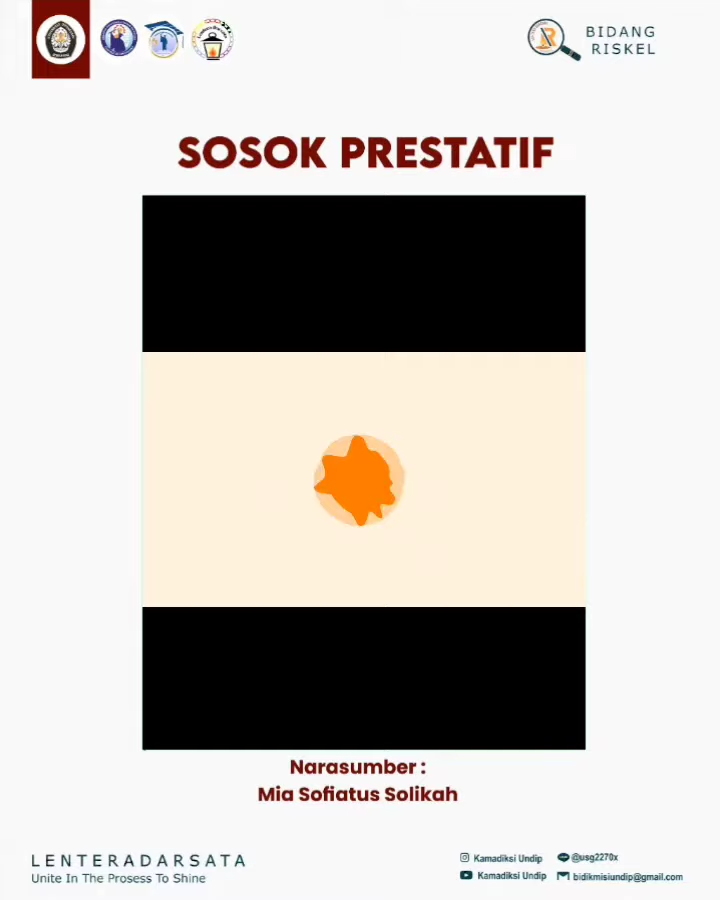 BIDANG
RISKEL
SOSOK PRESTATIF
Narasumber :
Mia Sofiatus Solikah
LENTERADARSATA
Unite In The Prosess To Shine
Kamadiksi Undip
@usg2270x
Kamadiksi Undip
bidikmisiundip@gmail.com